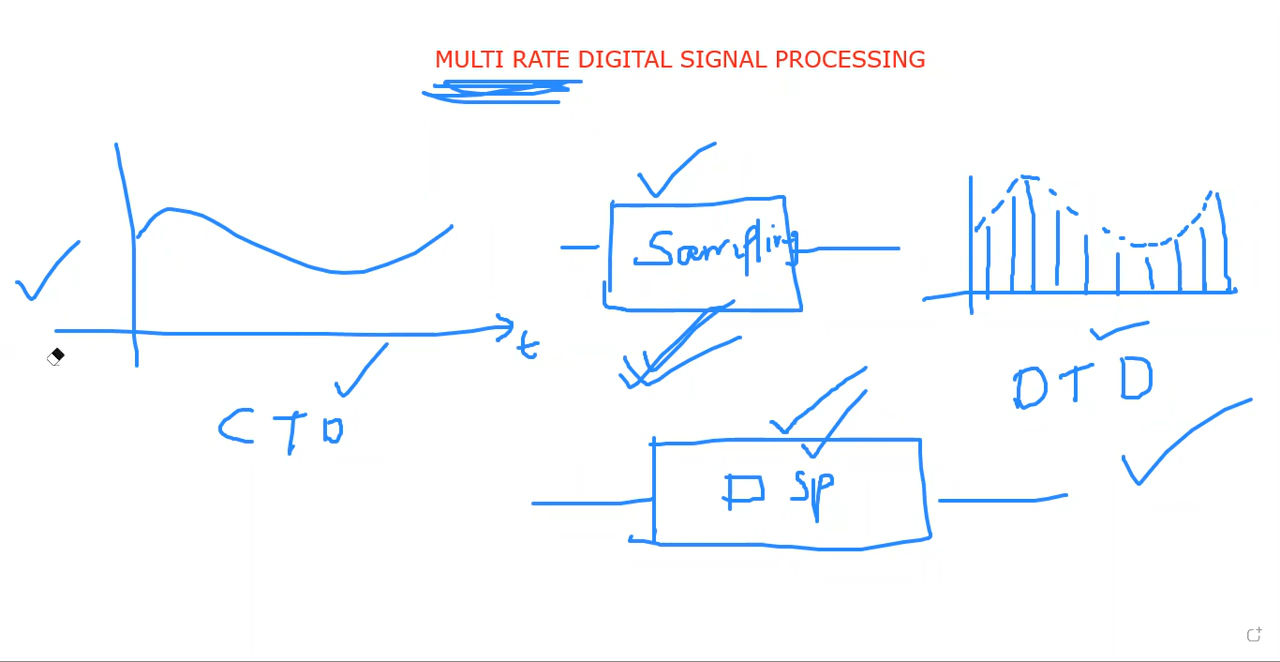 MULTI RATE DIGITAL SIGNAL PROCESSING
Sampling
t
CTD
DTD
DSP